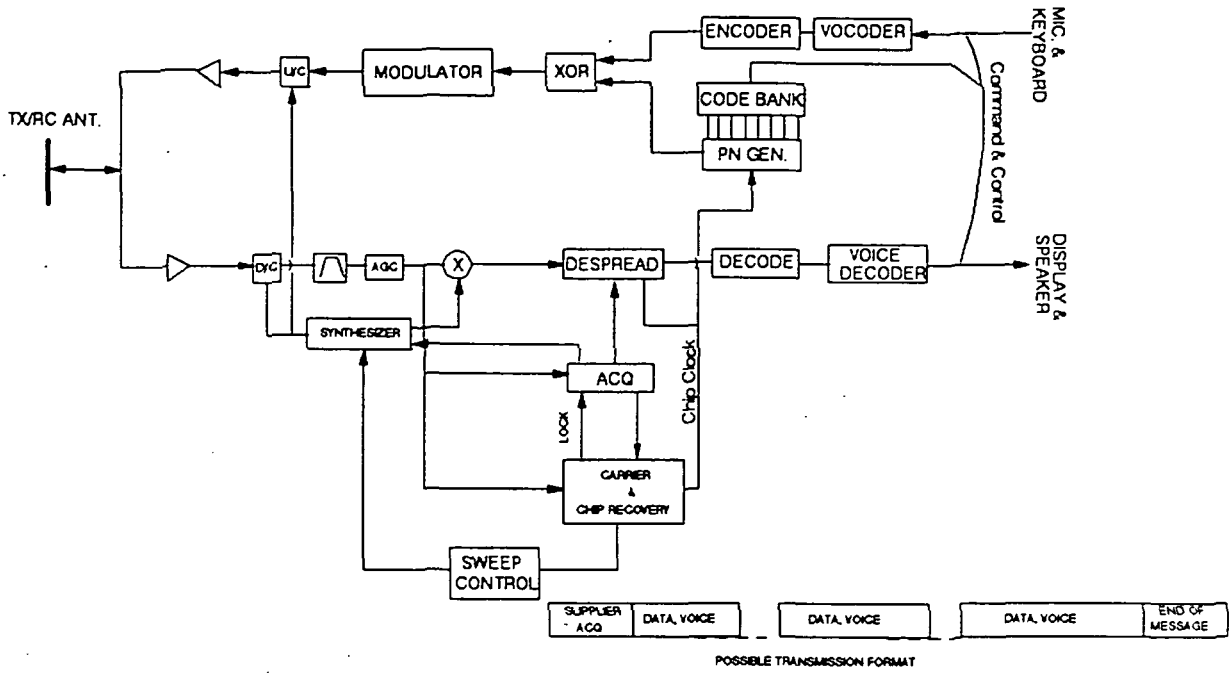 MIC. &
KEYBOARD
ENCODER
VOCODER
U/C
MODULATOR
XOR
CODE BANK
PN GEN.
Command & Control
TX/RC ANT.
D/C
AGC
X
DESPREAD
DECODE
VOICE
DECODER
DISPLAY &
SPEAKER
SYNTHESIZER
ACQ
Chip Clock
LOCK
CARRIER
&
CHIP RECOVERY
SWEEP
CONTROL
SUPPLIER
ACQ
DATA, VOICE
DATA, VOICE
DATA, VOICE
END OF
MESSAGE
POSSIBLE TRANSMISSION FORMAT